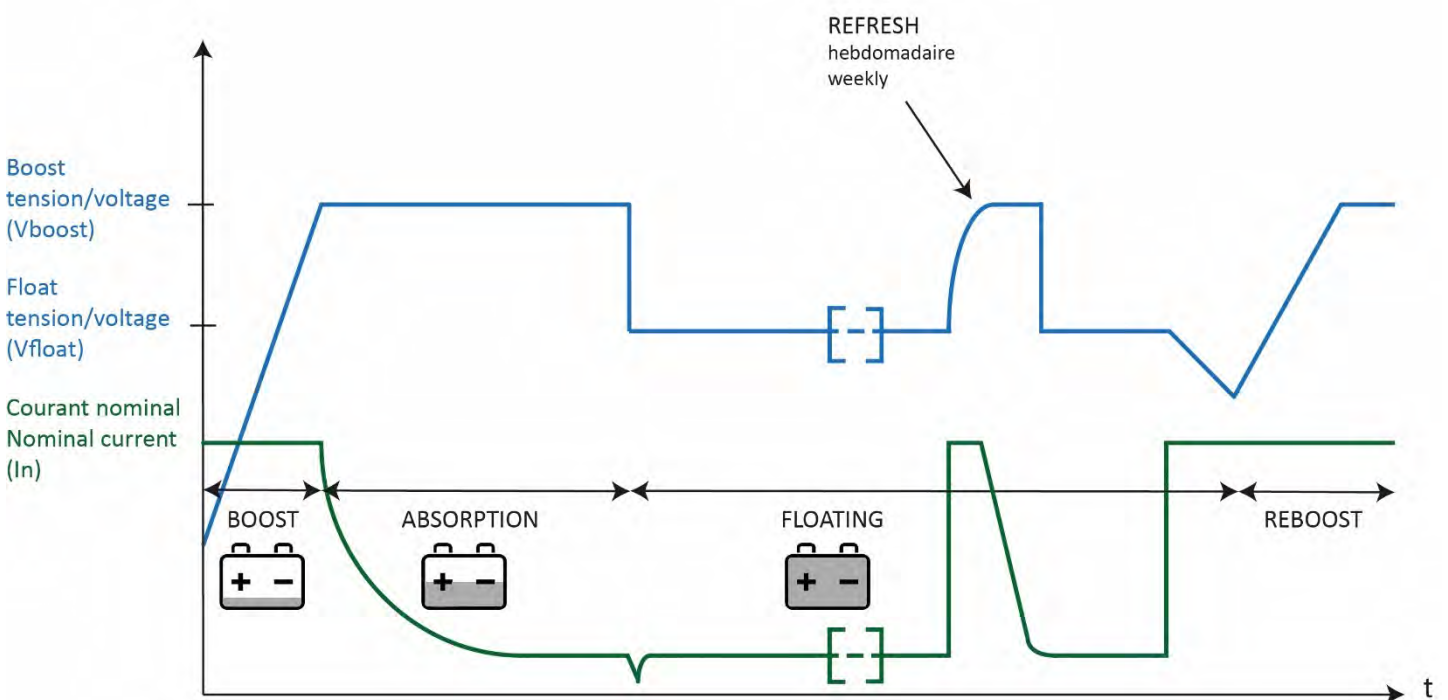 REFRESH
hebdomadaire
weekly
Boost
tension/voltage
(Vboost)
Float
tension/voltage
(Vfloat)
Courant nominal
Nominal current
(In)
BOOST
ABSORPTION
FLOATING
REBOOST
+ −
+ −
+ −
t